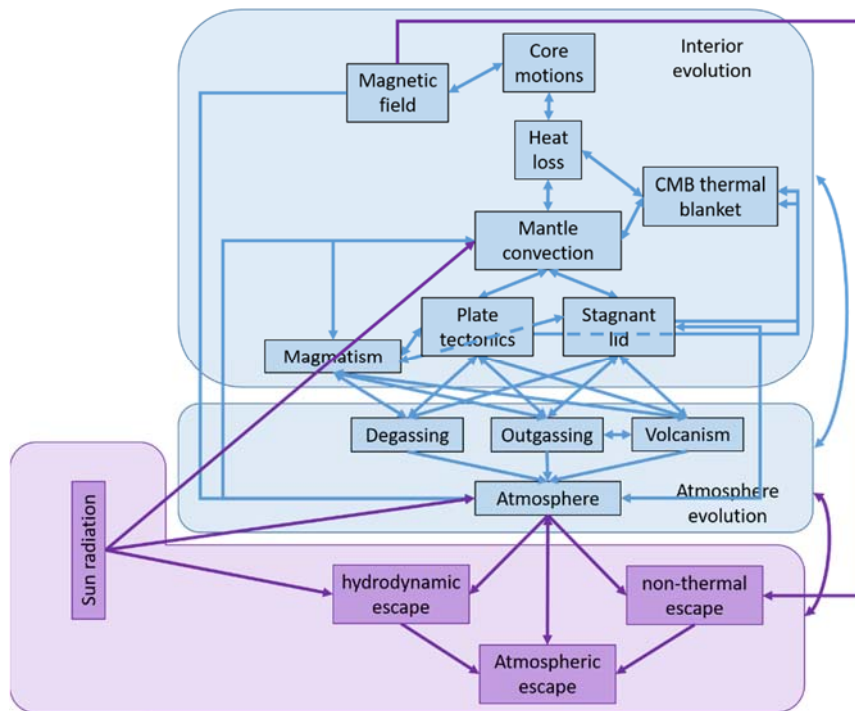 Core
motions
Interior
evolution
Magnetic
field
Heat
loss
CMB thermal
blanket
Mantle
convection
Plate
tectonics
Stagnant
lid
Magmatism
Degassing
Outgassing
Volcanism
Atmosphere
Atmosphere
evolution
Sun radiation
hydrodynamic
escape
non-thermal
escape
Atmospheric
escape